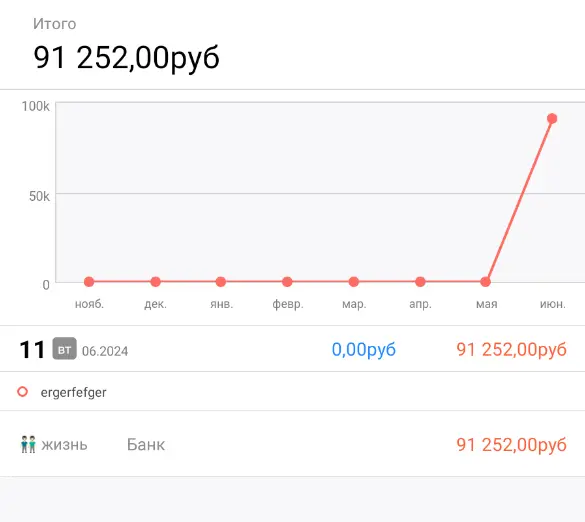 Итого
91 252,00руб
100k
50k
0
нояб. дек. янв. февр. мар. апр. мая июн.
11 вт 06.2024 0,00руб 91 252,00руб
ergerfefger
жизнь Банк 91 252,00руб